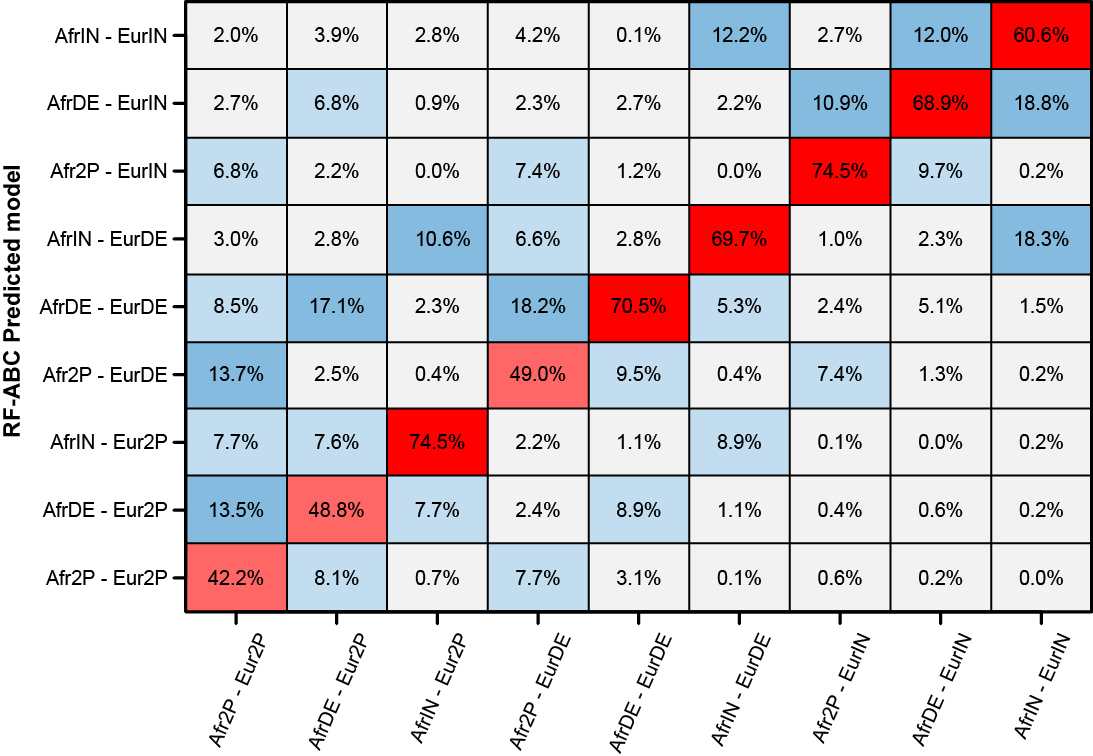 RF-ABC Predicted model
AfrIN - EurIN 2.0% 3.9% 2.8% 4.2% 0.1% 12.2% 2.7% 12.0% 60.6%
AfrDE - EurIN 2.7% 6.8% 0.9% 2.3% 2.7% 2.2% 10.9% 68.9% 18.8%
Afr2P - EurIN 6.8% 2.2% 0.0% 7.4% 1.2% 0.0% 74.5% 9.7% 0.2%
AfrIN - EurDE 3.0% 2.8% 10.6% 6.6% 2.8% 69.7% 1.0% 2.3% 18.3%
AfrDE - EurDE 8.5% 17.1% 2.3% 18.2% 70.5% 5.3% 2.4% 5.1% 1.5%
Afr2P - EurDE 13.7% 2.5% 0.4% 49.0% 9.5% 0.4% 7.4% 1.3% 0.2%
AfrIN - Eur2P 7.7% 7.6% 74.5% 2.2% 1.1% 8.9% 0.1% 0.0% 0.2%
AfrDE - Eur2P 13.5% 48.8% 7.7% 2.4% 8.9% 1.1% 0.4% 0.6% 0.2%
Afr2P - Eur2P 42.2% 8.1% 0.7% 7.7% 3.1% 0.1% 0.6% 0.2% 0.0%
Afr2P - Eur2P
AfrDE - Eur2P
AfrIN - Eur2P
Afr2P - EurDE
AfrDE - EurDE
AfrIN - EurDE
Afr2P - EurIN
AfrDE - EurIN
AfrIN - EurIN